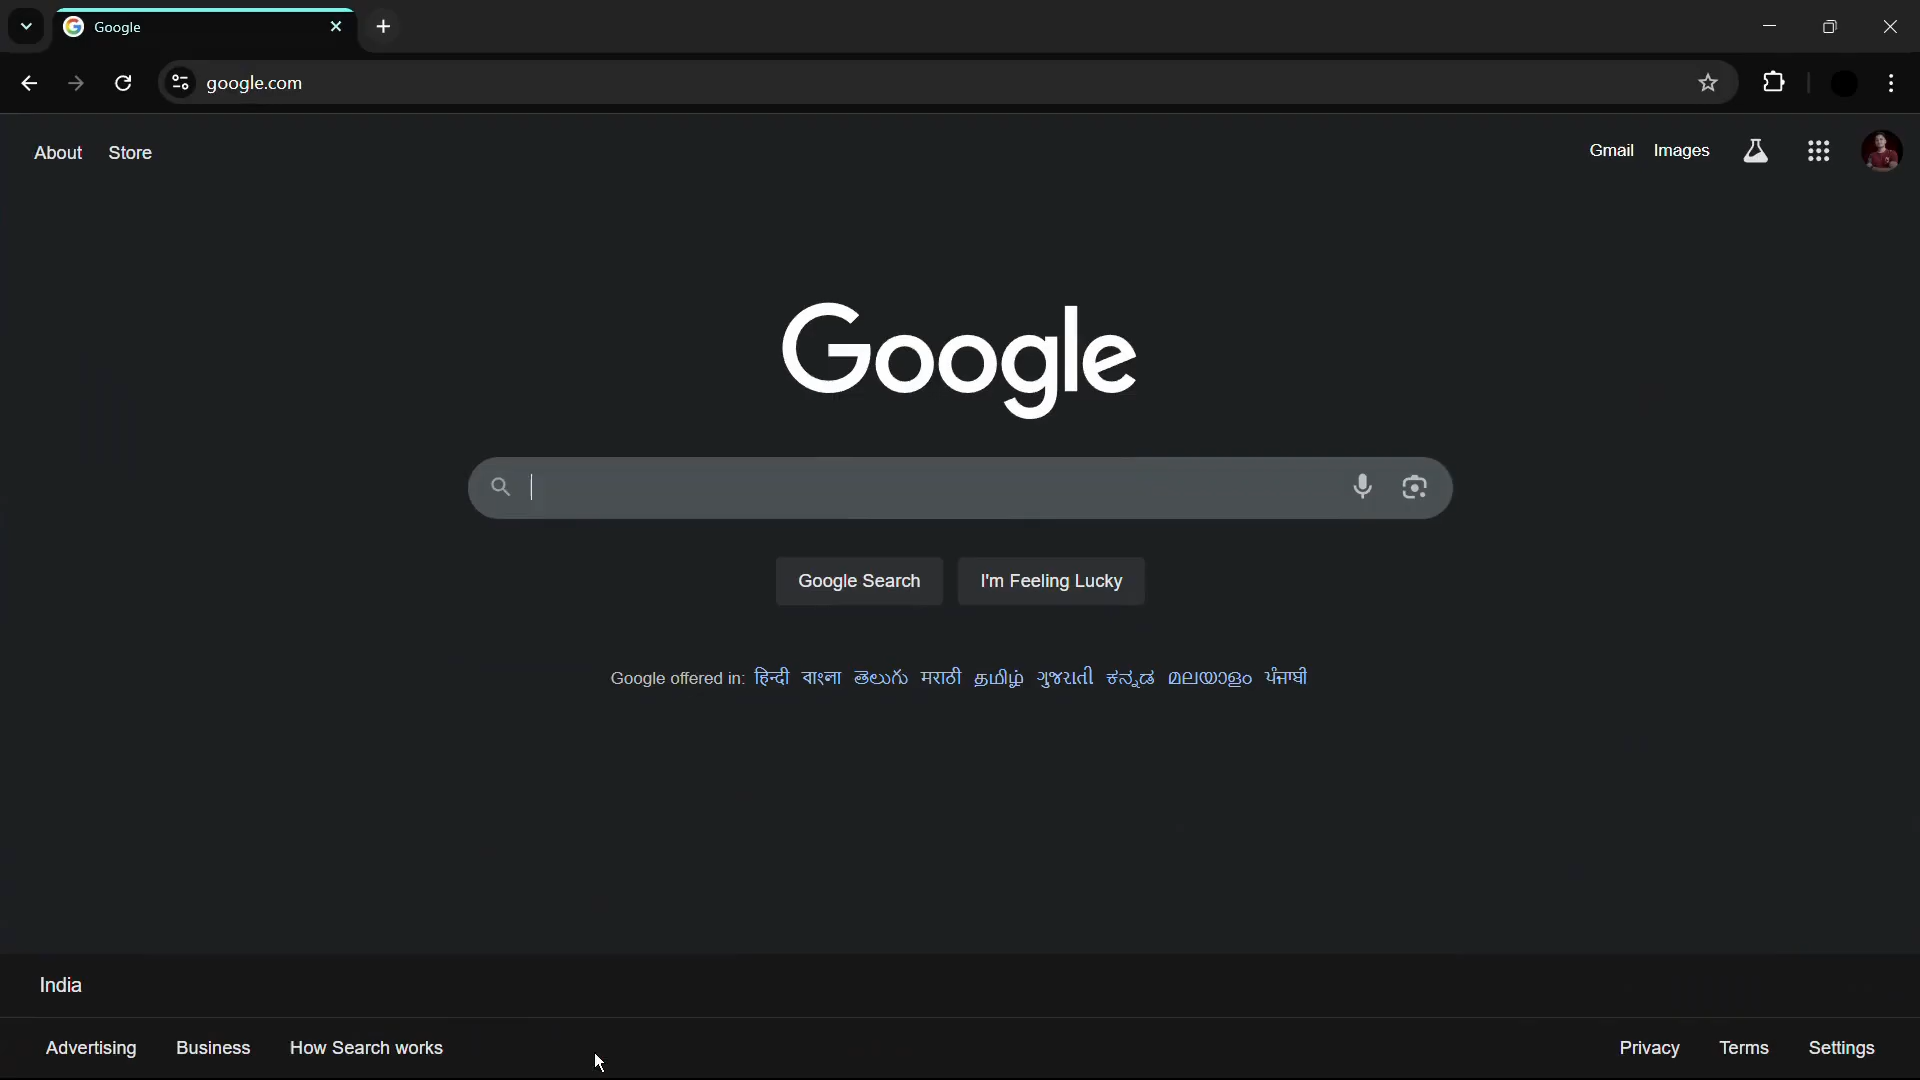 Google
google.com
About Store
Gmail Images
Google
Google Search I'm Feeling Lucky
Google offered in: हिन्दी বাংলা తెలుగు मराठी தமிழ் ગુજરાતી ಕನ್ನಡ മലയാളം ਪੰਜਾਬੀ
India
Advertising Business How Search works
Privacy Terms Settings